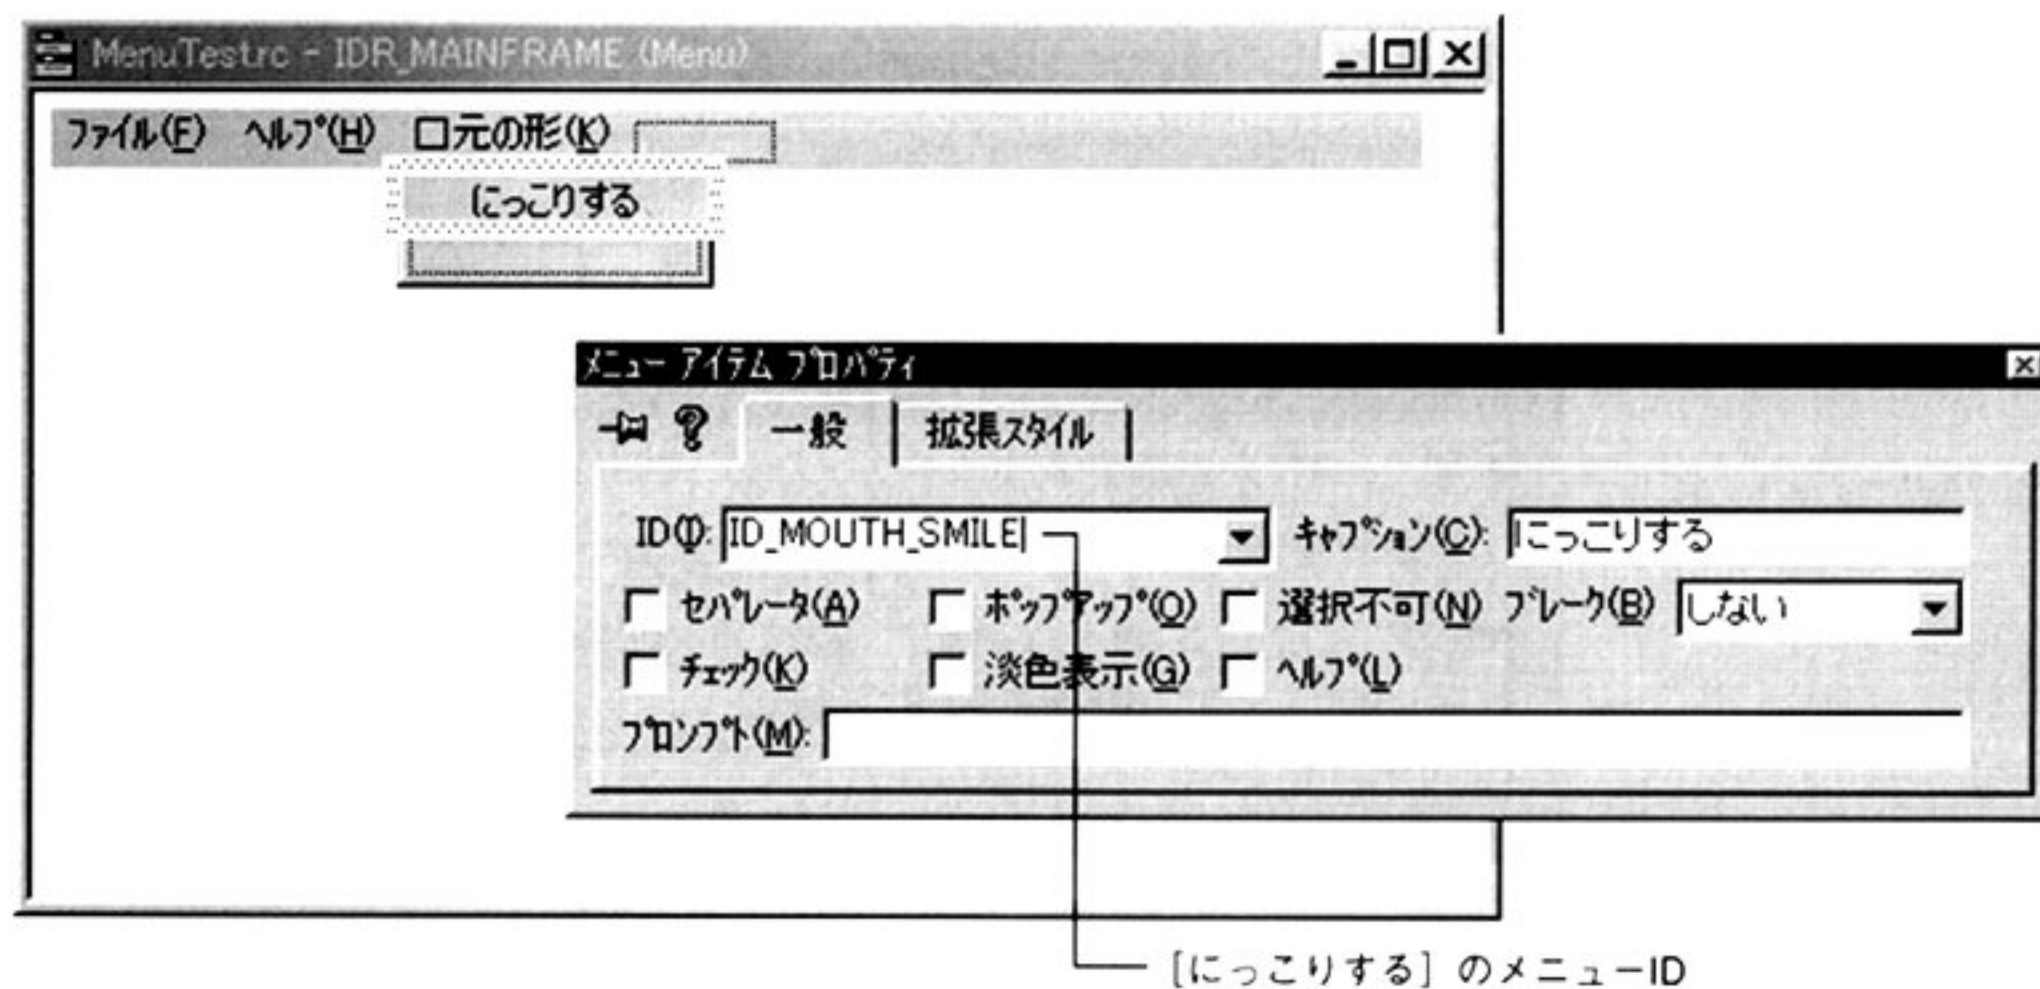 MenuTestrc - IDR_MAINFRAME (Menu)
ファイル(F) ヘルプ(H) 口元の形(K)
にっこりする
メニュー アイテム プロパティ
一般 拡張スタイル
ID(I): ID_MOUTH_SMILE キャプション(C): にっこりする
セパレータ(A) ポップアップ(O) 選択不可(N) ブレーク(B) しない
チェック(K) 淡色表示(G) ヘルプ(L)
プロンプト(M):
[にっこりする] のメニューID